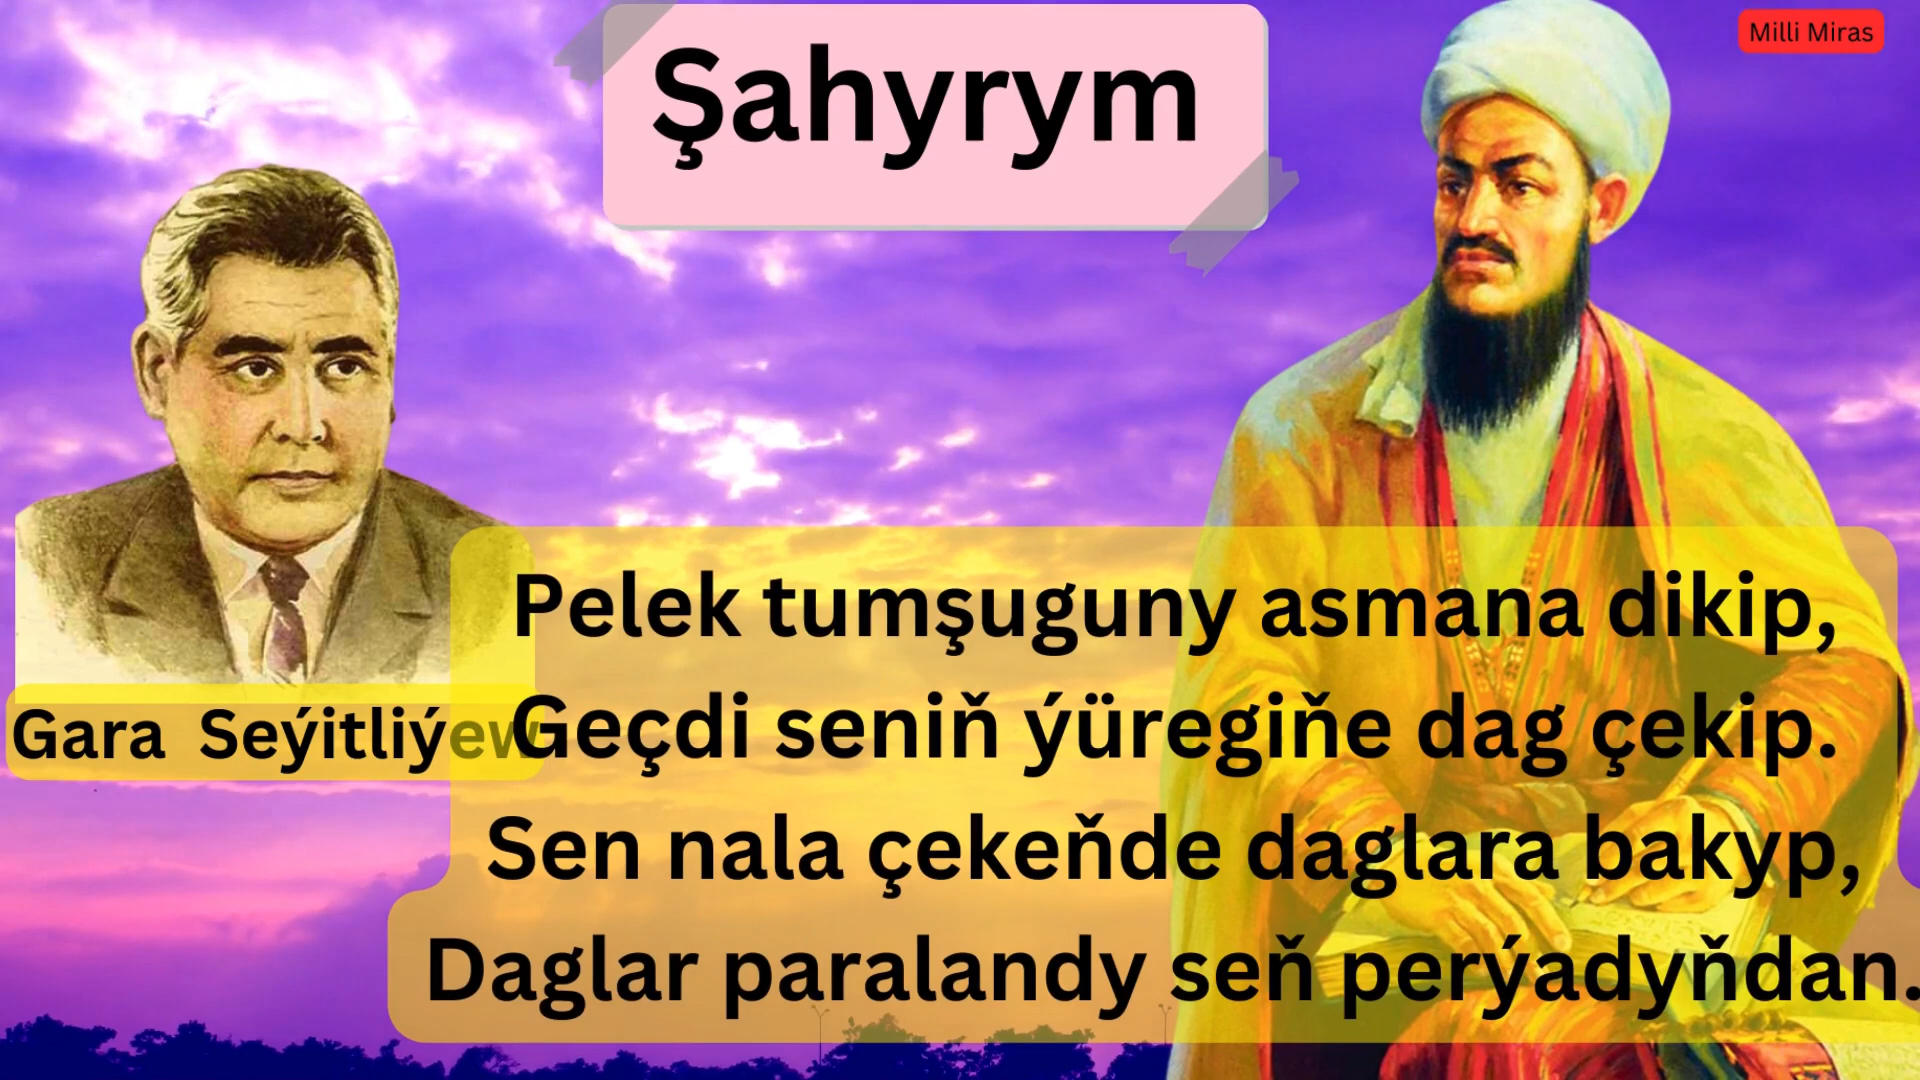 Milli Miras
Şahyrym
Gara Seýitliýew
Pelek tumşuguny asmana dikip,
Geçdi seniň ýüregiňe dag çekip.
Sen nala çekeňde daglara bakyp,
Daglar paralandy seň perýadyňdan.